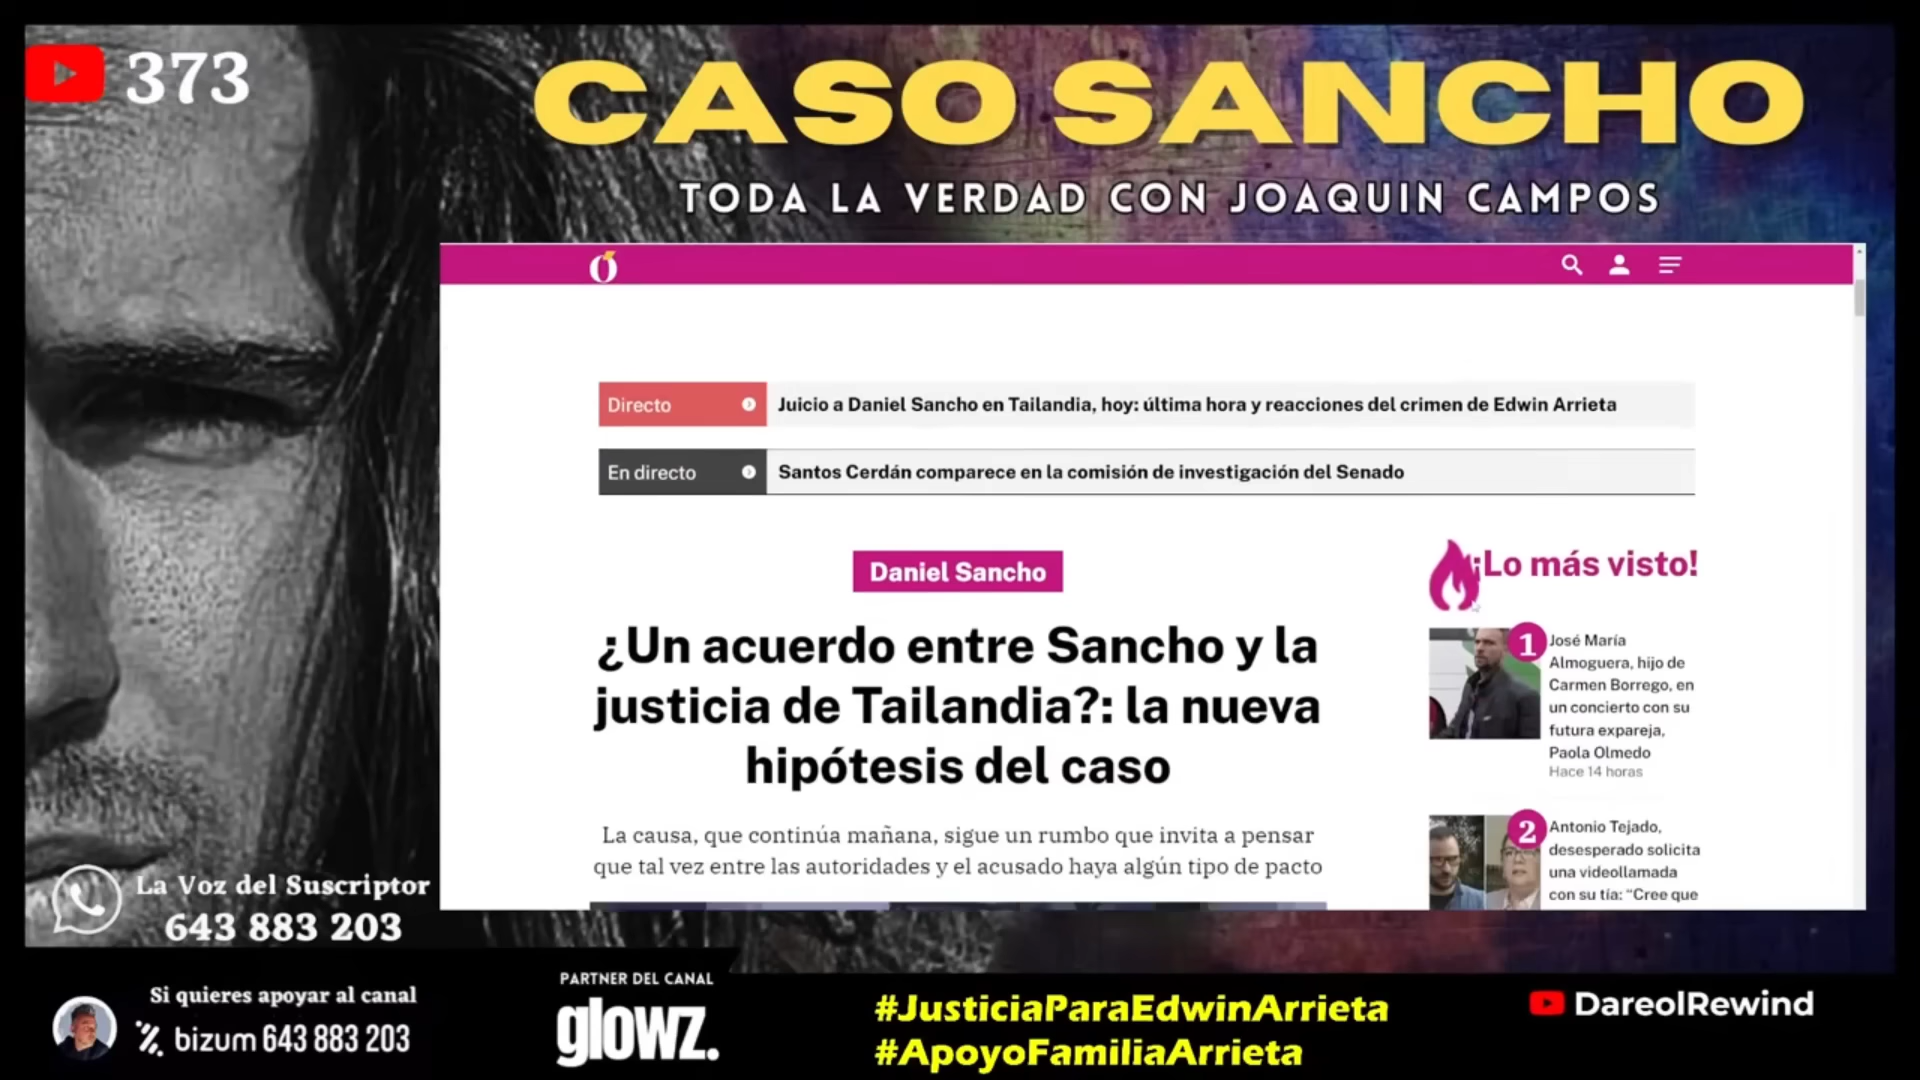 373
CASO SANCHO
TODA LA VERDAD CON JOAQUIN CAMPOS
Directo
Juicio a Daniel Sancho en Tailandia, hoy: última hora y reacciones del crimen de Edwin Arrieta
En directo
Santos Cerdán comparece en la comisión de investigación del Senado
Daniel Sancho
¿Un acuerdo entre Sancho y la
justicia de Tailandia?: la nueva
hipótesis del caso
La causa, que continúa mañana, sigue un rumbo que invita a pensar
que tal vez entre las autoridades y el acusado haya algún tipo de pacto
¡Lo más visto!
1
José María
Almoguera, hijo de
Carmen Borrego, en
un concierto con su
futura expareja,
Paola Olmedo
Hace 14 horas
2
Antonio Tejado,
desesperado solicita
una videollamada
con su tía: “Cree que
La Voz del Suscriptor
643 883 203
Si quieres apoyar al canal
bizum 643 883 203
PARTNER DEL CANAL
glowz.
#JusticiaParaEdwinArrieta
#ApoyoFamiliaArrieta
DareolRewind